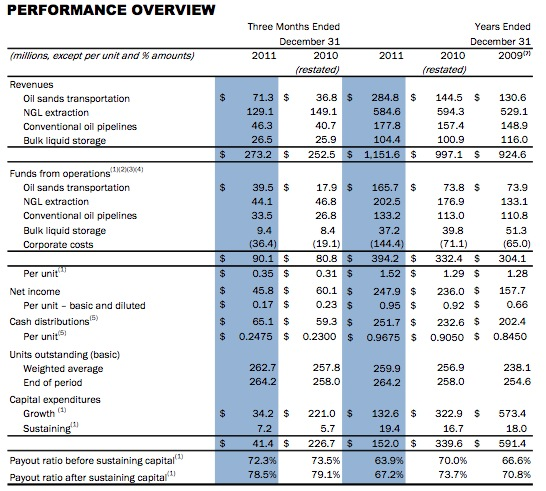 PERFORMANCE OVERVIEW
Three Months Ended Years Ended
December 31 December 31
(millions, except per unit and % amounts) 2011 2010 2011 2010 2009(7)
(restated) (restated)
Revenues
Oil sands transportation $ 71.3 $ 36.8 $ 284.8 $ 144.5 $ 130.6
NGL extraction 129.1 149.1 584.6 594.3 529.1
Conventional oil pipelines 46.3 40.7 177.8 157.4 148.9
Bulk liquid storage 26.5 25.9 104.4 100.9 116.0
$ 273.2 $ 252.5 $ 1,151.6 $ 997.1 $ 924.6
Funds from operations(1)(2)(3)(4)
Oil sands transportation $ 39.5 $ 17.9 $ 165.7 $ 73.8 $ 73.9
NGL extraction 44.1 46.8 202.5 176.9 133.1
Conventional oil pipelines 33.5 26.8 133.2 113.0 110.8
Bulk liquid storage 9.4 8.4 37.2 39.8 51.3
Corporate costs (36.4) (19.1) (144.4) (71.1) (65.0)
$ 90.1 $ 80.8 $ 394.2 $ 332.4 $ 304.1
Per unit(1) $ 0.35 $ 0.31 $ 1.52 $ 1.29 $ 1.28
Net income $ 45.8 $ 60.1 $ 247.9 $ 236.0 $ 157.7
Per unit – basic and diluted $ 0.17 $ 0.23 $ 0.95 $ 0.92 $ 0.66
Cash distributions(5) $ 65.1 $ 59.3 $ 251.7 $ 232.6 $ 202.4
Per unit(5) $ 0.2475 $ 0.2300 $ 0.9675 $ 0.9050 $ 0.8450
Units outstanding (basic)
Weighted average 262.7 257.8 259.9 256.9 238.1
End of period 264.2 258.0 264.2 258.0 254.6
Capital expenditures
Growth (1) $ 34.2 $ 221.0 $ 132.6 $ 322.9 $ 573.4
Sustaining(1) 7.2 5.7 19.4 16.7 18.0
$ 41.4 $ 226.7 $ 152.0 $ 339.6 $ 591.4
Payout ratio before sustaining capital(1) 72.3% 73.5% 63.9% 70.0% 66.6%
Payout ratio after sustaining capital(1) 78.5% 79.1% 67.2% 73.7% 70.8%